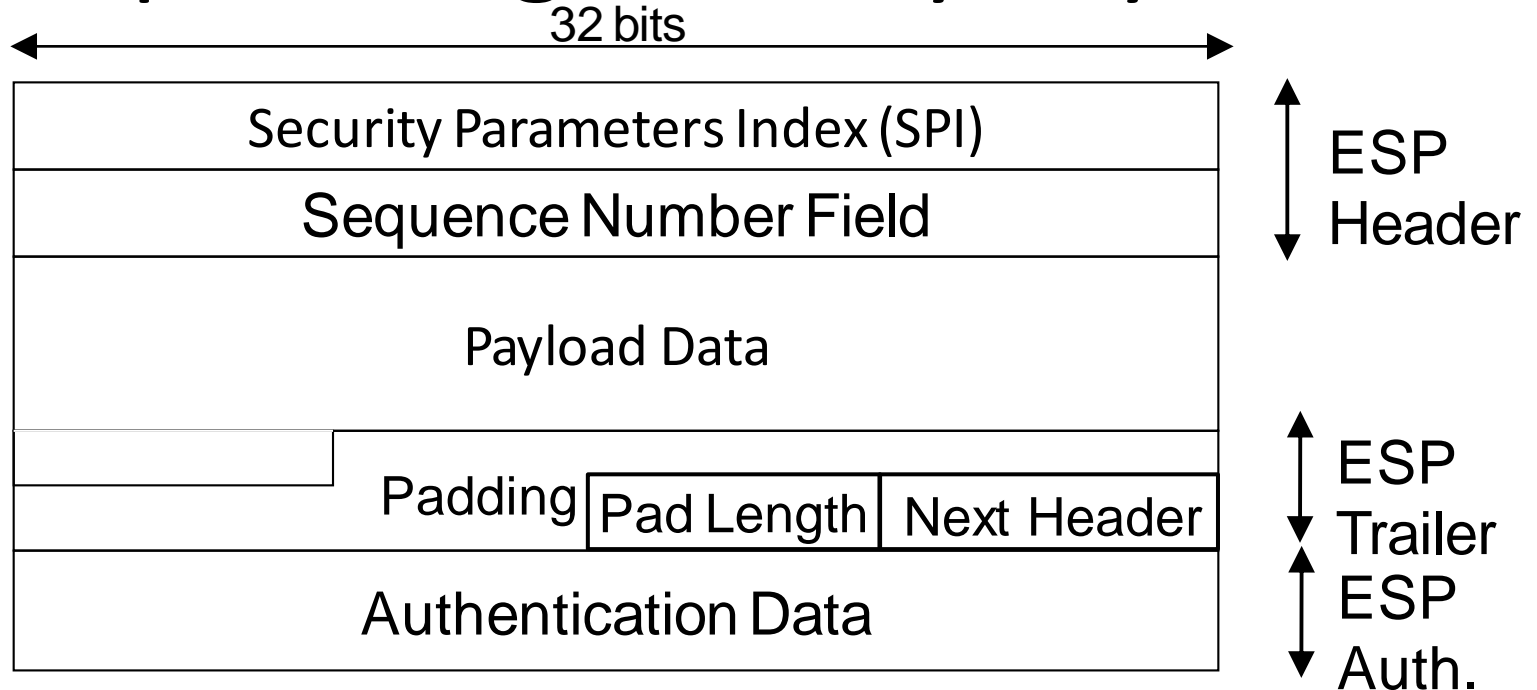 32 bits
Security Parameters Index (SPI)
ESP
Header
Sequence Number Field
Payload Data
ESP
Trailer
Padding
Pad Length
Next Header
Authentication Data
ESP
Auth.